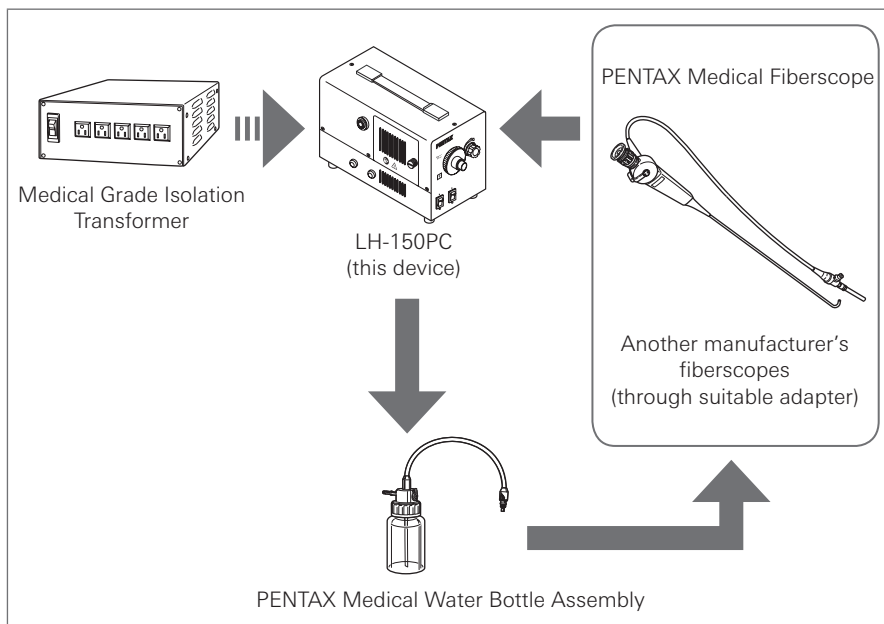 PENTAX Medical Fiberscope
Medical Grade Isolation
Transformer
PENTAX
LH-150PC
(this device)
Another manufacturer’s
fiberscopes
(through suitable adapter)
PENTAX Medical Water Bottle Assembly